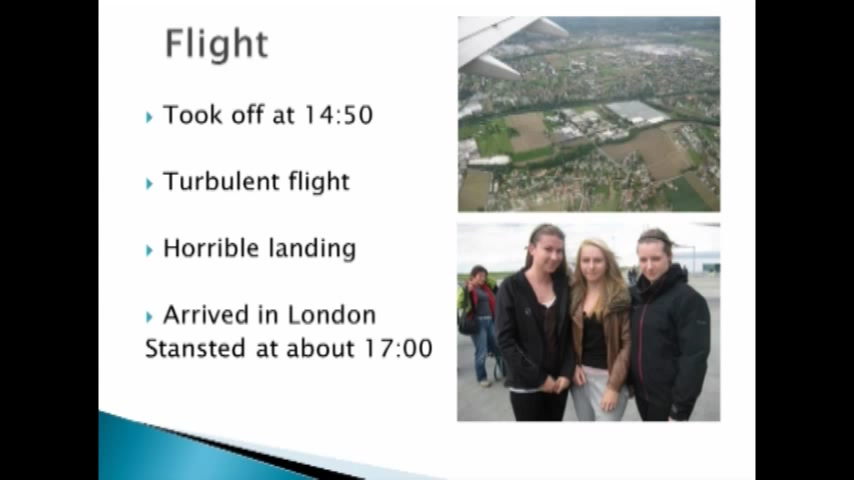 Flight
Took off at 14:50
Turbulent flight
Horrible landing
Arrived in London
Stansted at about 17:00